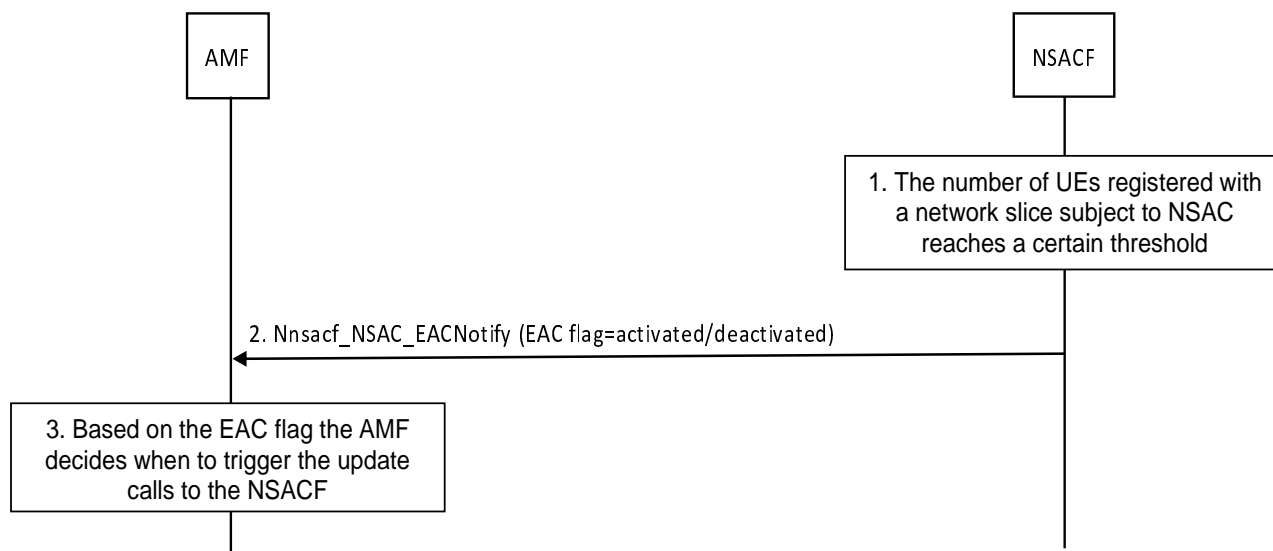 AMF
NSACF
1. The number of UEs registered with
a network slice subject to NSAC
reaches a certain threshold
2. Nnsacf_NSAC_EACNotify (EAC flag=activated/deactivated)
3. Based on the EAC flag the AMF
decides when to trigger the update
calls to the NSACF